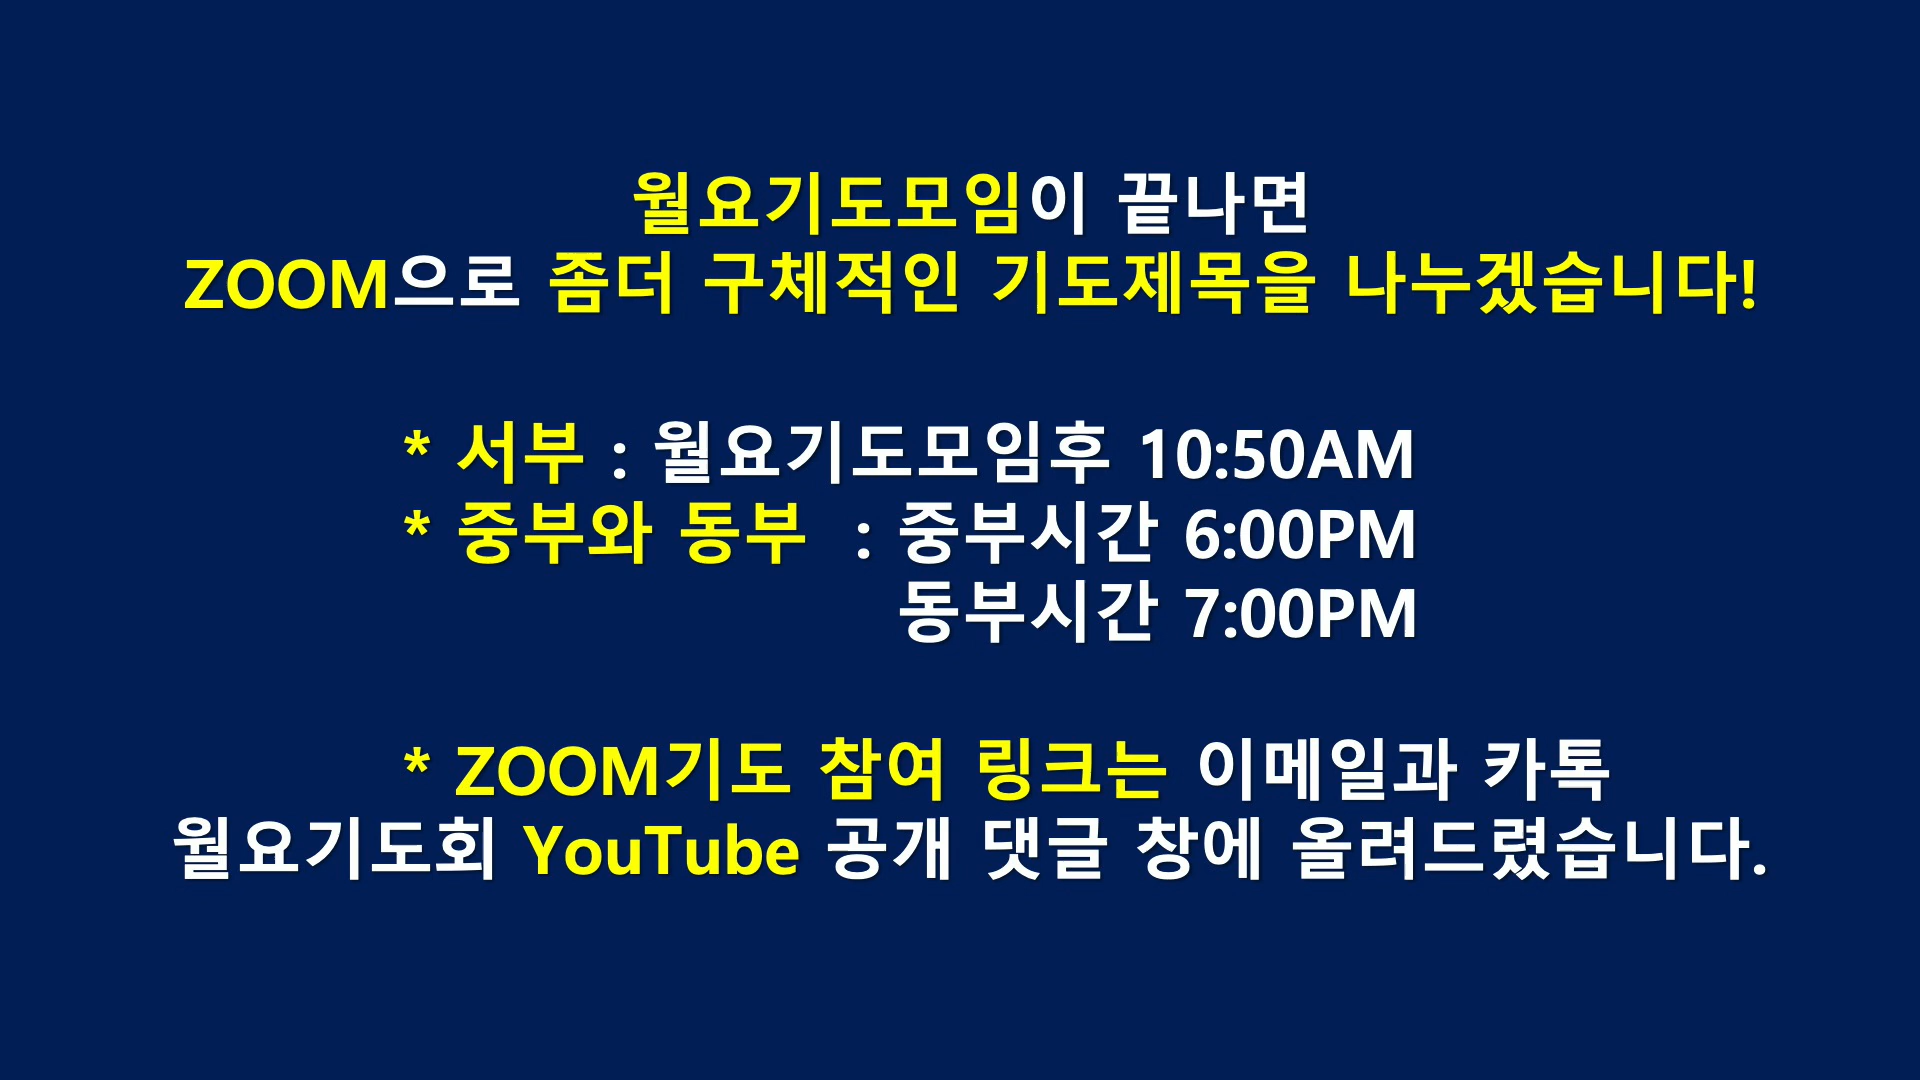 월요기도모임이 끝나면
ZOOM으로 좀더 구체적인 기도제목을 나누겠습니다!
* 서부 : 월요기도모임후 10:50AM
* 중부와 동부 : 중부시간 6:00PM
동부시간 7:00PM
* ZOOM기도 참여 링크는 이메일과 카톡
월요기도회 YouTube 공개 댓글 창에 올려드렸습니다.